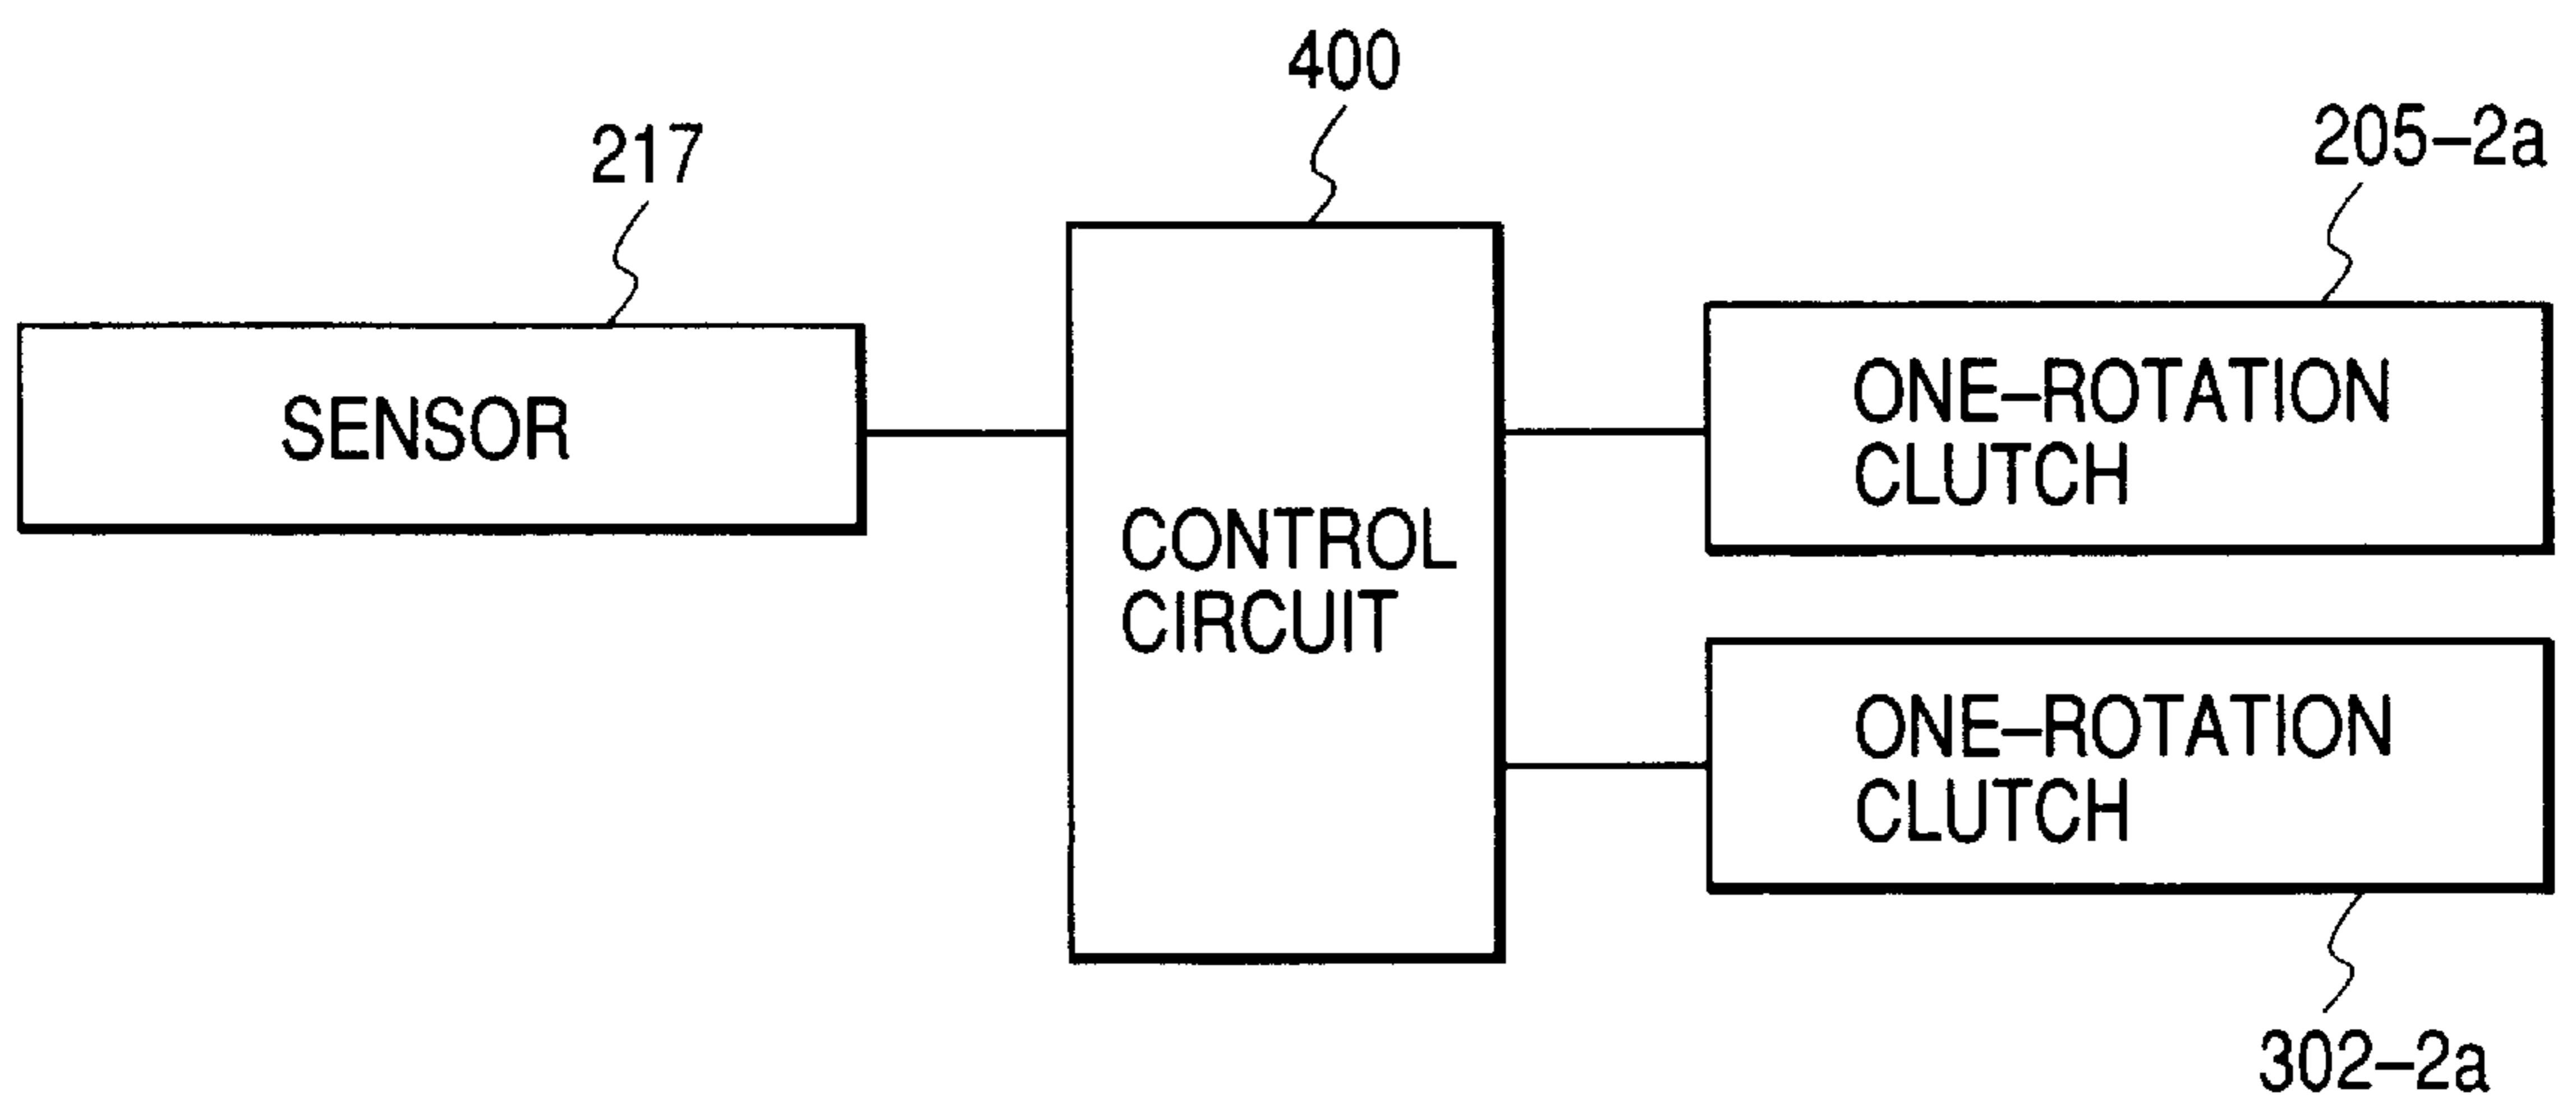 400
217
205–2a
SENSOR
CONTROL
CIRCUIT
ONE–ROTATION
CLUTCH
ONE–ROTATION
CLUTCH
302–2a